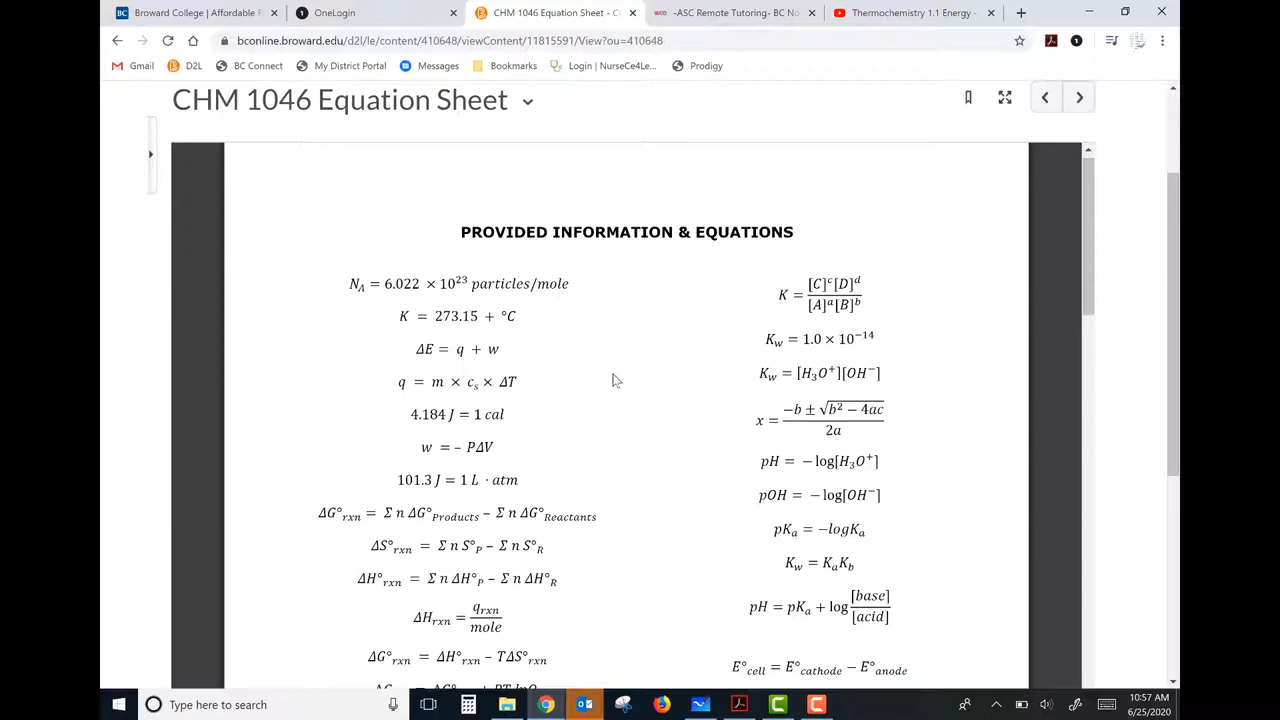 Broward College | Affordable F
OneLogin
CHM 1046 Equation Sheet - CH
-ASC Remote Tutoring- BC No
Thermochemistry 1.1 Energy -
bconline.broward.edu/d2l/le/content/410648/viewContent/11815591/View?ou=410648
Gmail
D2L
BC Connect
My District Portal
Messages
Bookmarks
Login | NurseCe4Le...
Prodigy
CHM 1046 Equation Sheet
PROVIDED INFORMATION & EQUATIONS
N_A = 6.022 × 10^23 particles/mole
K = 273.15 + °C
ΔE = q + w
q = m × c_s × ΔT
4.184 J = 1 cal
w = – PΔV
101.3 J = 1 L · atm
ΔG°_rxn = Σ n ΔG°_Products – Σ n ΔG°_Reactants
ΔS°_rxn = Σ n S°_P – Σ n S°_R
ΔH°_rxn = Σ n ΔH°_P – Σ n ΔH°_R
ΔH_rxn = q_rxn / mole
ΔG°_rxn = ΔH°_rxn – TΔS°_rxn
K = [C]^c[D]^d / [A]^a[B]^b
K_w = 1.0 × 10^−14
K_w = [H_3O^+][OH^−]
x = −b ± √b^2 − 4ac / 2a
pH = − log[H_3O^+]
pOH = − log[OH^−]
pK_a = −logK_a
K_w = K_aK_b
pH = pK_a + log [base] / [acid]
E°_cell = E°_cathode − E°_anode
Type here to search
10:57 AM
6/25/2020